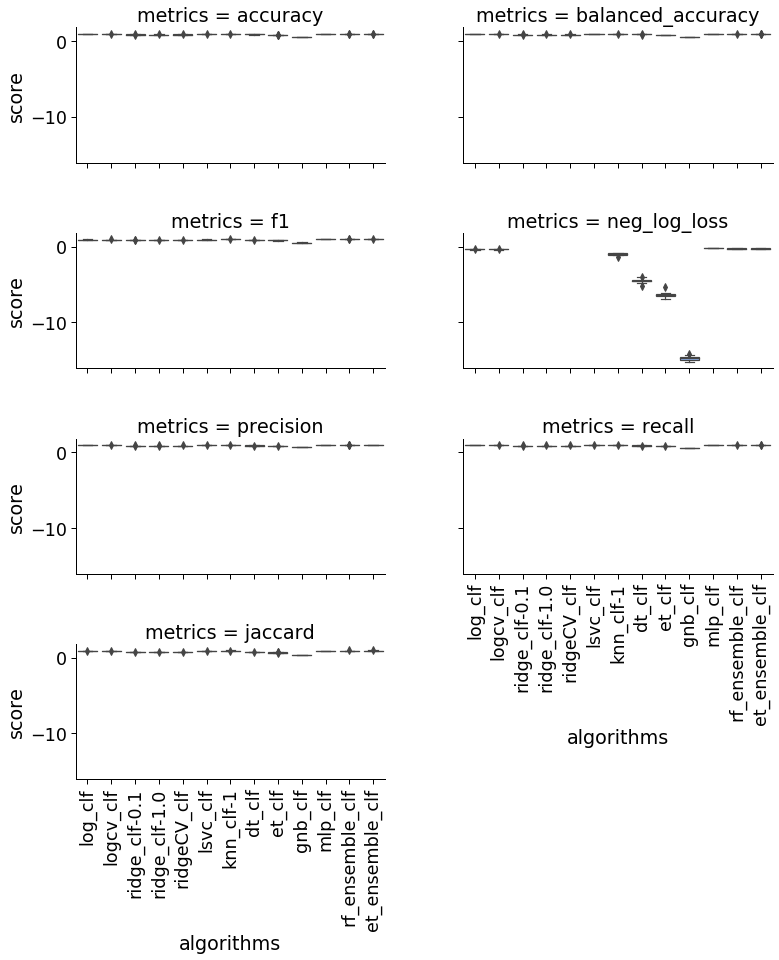 metrics = accuracy
metrics = balanced_accuracy
0
−10
score
metrics = f1
metrics = neg_log_loss
0
−10
score
metrics = precision
metrics = recall
0
−10
score
log_clf
logcv_clf
ridge_clf-0.1
ridge_clf-1.0
ridgeCV_clf
lsvc_clf
knn_clf-1
dt_clf
et_clf
gnb_clf
mlp_clf
rf_ensemble_clf
et_ensemble_clf
algorithms
metrics = jaccard
0
−10
score
log_clf
logcv_clf
ridge_clf-0.1
ridge_clf-1.0
ridgeCV_clf
lsvc_clf
knn_clf-1
dt_clf
et_clf
gnb_clf
mlp_clf
rf_ensemble_clf
et_ensemble_clf
algorithms